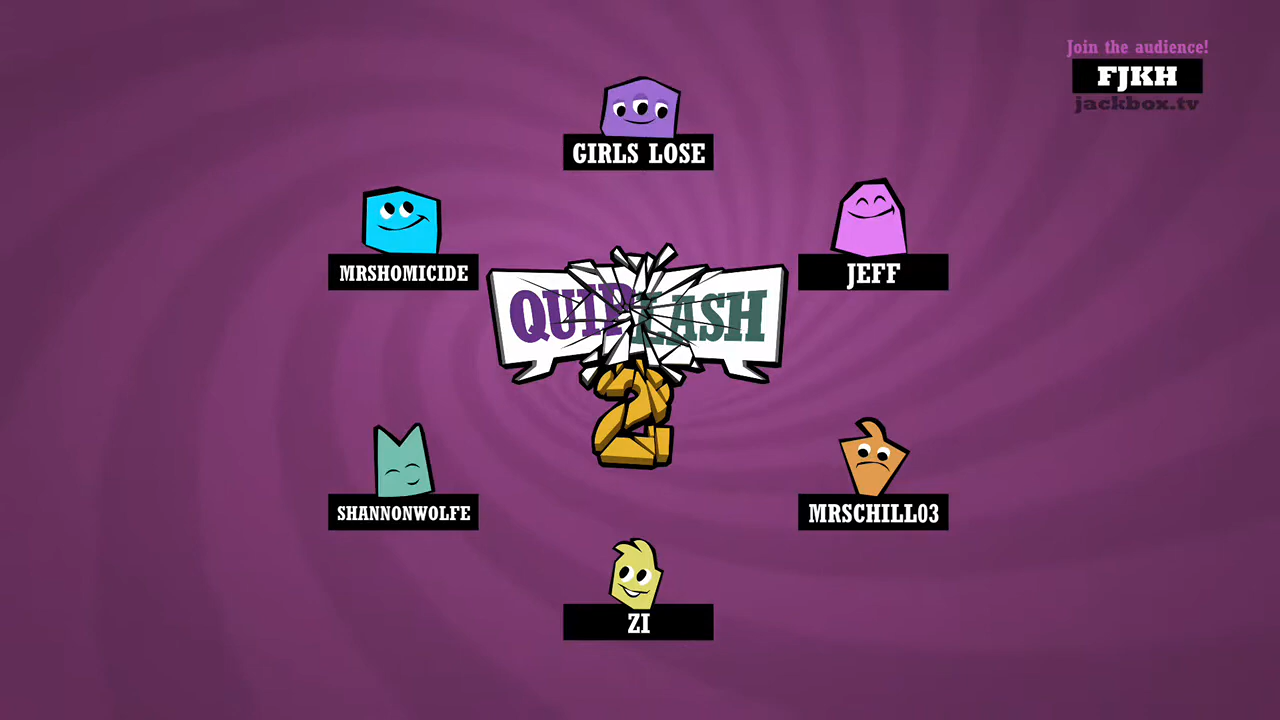 Join the audience!
FJKH
jackbox.tv
GIRLS LOSE
MRSHOMICIDE
JEFF
QUIPLASH
2
SHANNONWOLFE
MRSCHILL03
ZI